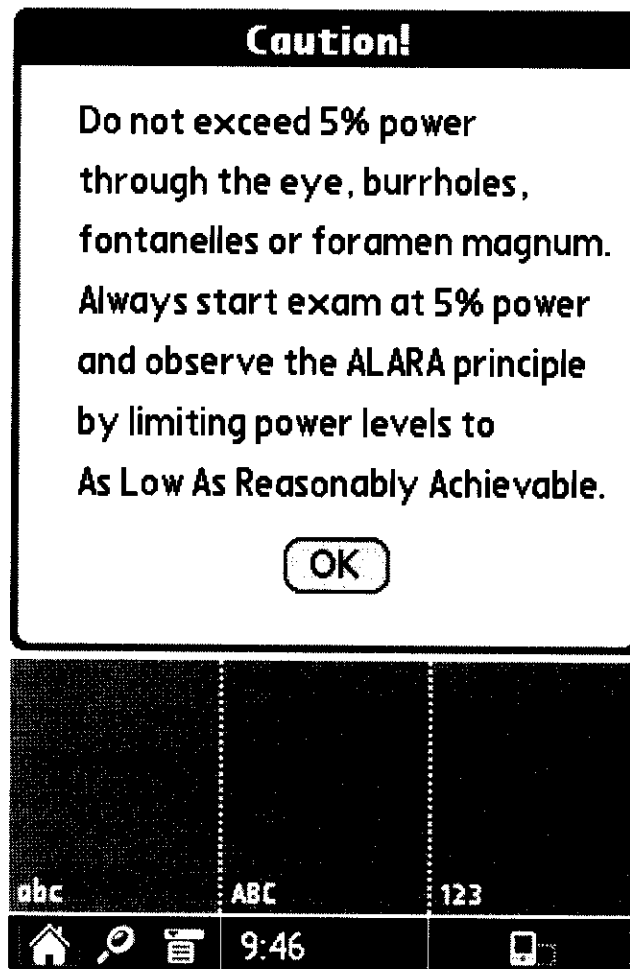 Caution!
Do not exceed 5% power
through the eye, burrholes,
fontanelles or foramen magnum.
Always start exam at 5% power
and observe the ALARA principle
by limiting power levels to
As Low As Reasonably Achievable.
OK
abc ABC 123
9:46